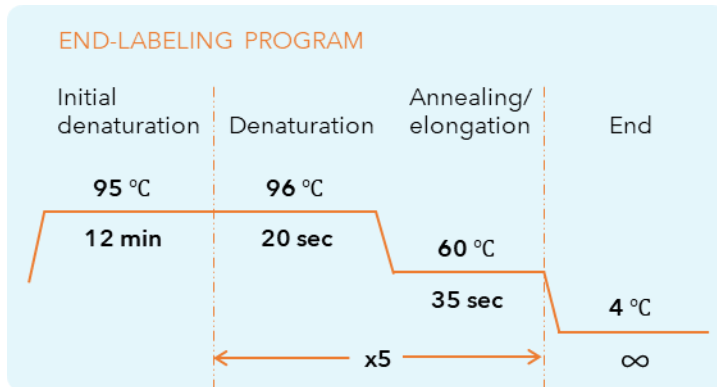 END-LABELING PROGRAM
Initial
denaturation
Denaturation
Annealing/
elongation
End
95 °C
12 min
96 °C
20 sec
60 °C
35 sec
4 °C
∞
x5